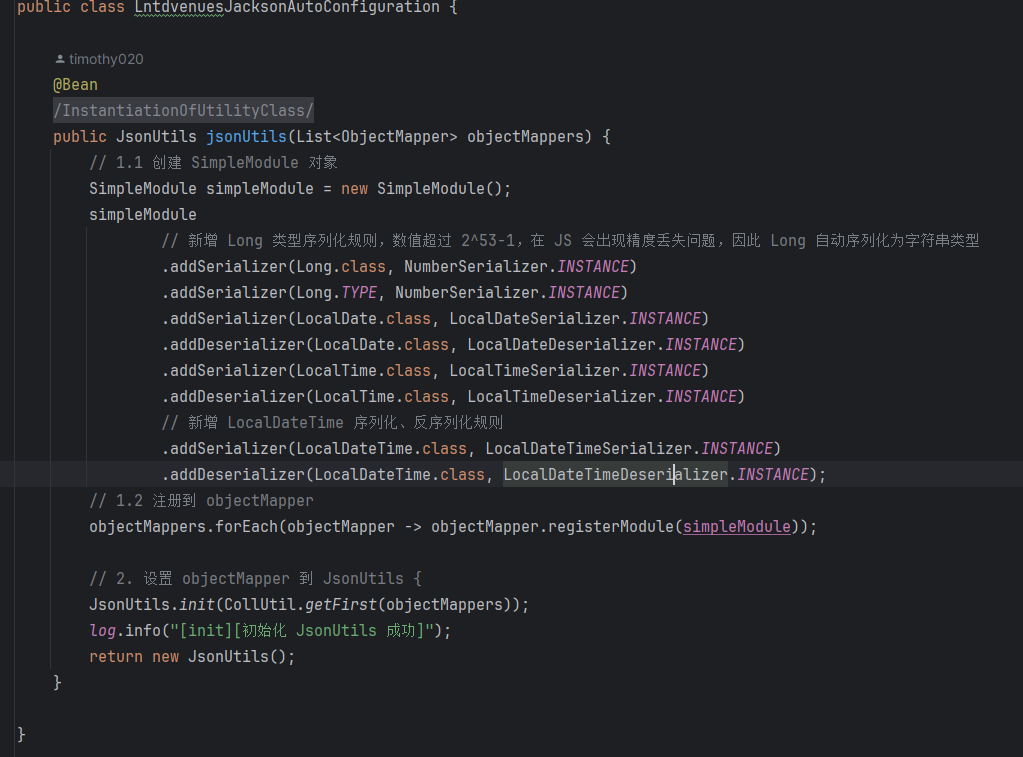 public class LntdvenuesJacksonAutoConfiguration {
timothy020
@Bean
/InstantiationOfUtilityClass/
public JsonUtils jsonUtils(List<ObjectMapper> objectMappers) {
// 1.1 创建 SimpleModule 对象
SimpleModule simpleModule = new SimpleModule();
simpleModule
// 新增 Long 类型序列化规则，数值超过 2^53-1，在 JS 会出现精度丢失问题，因此 Long 自动序列化为字符串类型
.addSerializer(Long.class, NumberSerializer.INSTANCE)
.addSerializer(Long.TYPE, NumberSerializer.INSTANCE)
.addSerializer(LocalDate.class, LocalDateSerializer.INSTANCE)
.addDeserializer(LocalDate.class, LocalDateDeserializer.INSTANCE)
.addSerializer(LocalTime.class, LocalTimeSerializer.INSTANCE)
.addDeserializer(LocalTime.class, LocalTimeDeserializer.INSTANCE)
// 新增 LocalDateTime 序列化、反序列化规则
.addSerializer(LocalDateTime.class, LocalDateTimeSerializer.INSTANCE)
.addDeserializer(LocalDateTime.class, LocalDateTimeDeserializer.INSTANCE);
// 1.2 注册到 objectMapper
objectMappers.forEach(objectMapper -> objectMapper.registerModule(simpleModule));
// 2. 设置 objectMapper 到 JsonUtils {
JsonUtils.init(CollUtil.getFirst(objectMappers));
log.info("[init][初始化 JsonUtils 成功]");
return new JsonUtils();
}
}